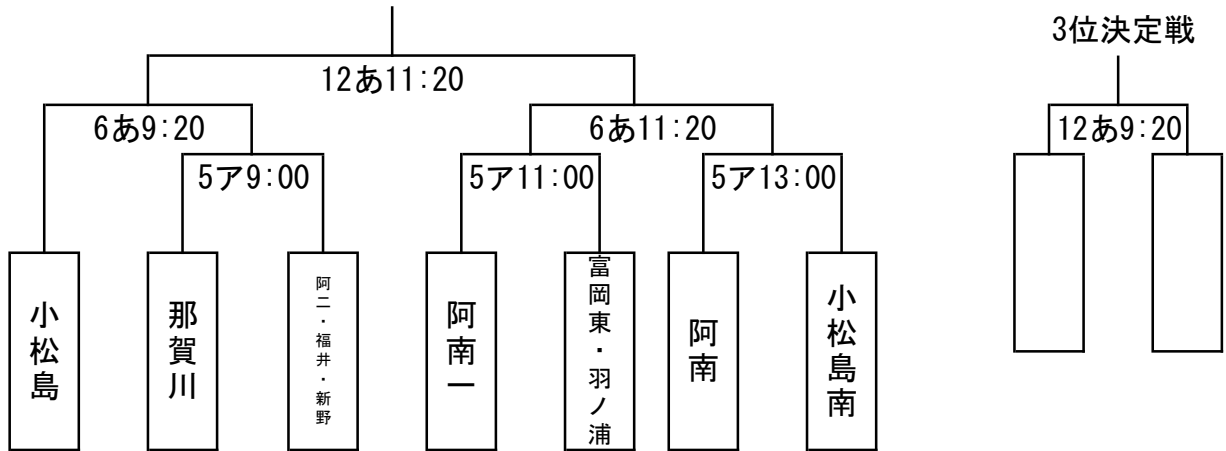 3位決定戦
12あ11:20
6あ9:20
6あ11:20
12あ9:20
5ア9:00
5ア11:00
5ア13:00
小松島
那賀川
阿二・福井・新野
阿南一
富岡東・羽ノ浦
阿南
小松島南